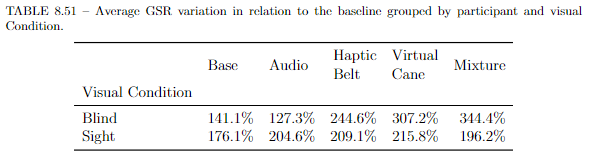 TABLE 8.51 – Average GSR variation in relation to the baseline grouped by participant and visual
Condition.
Base Audio Haptic Belt Virtual Cane Mixture
Visual Condition
Blind 141.1% 127.3% 244.6% 307.2% 344.4%
Sight 176.1% 204.6% 209.1% 215.8% 196.2%